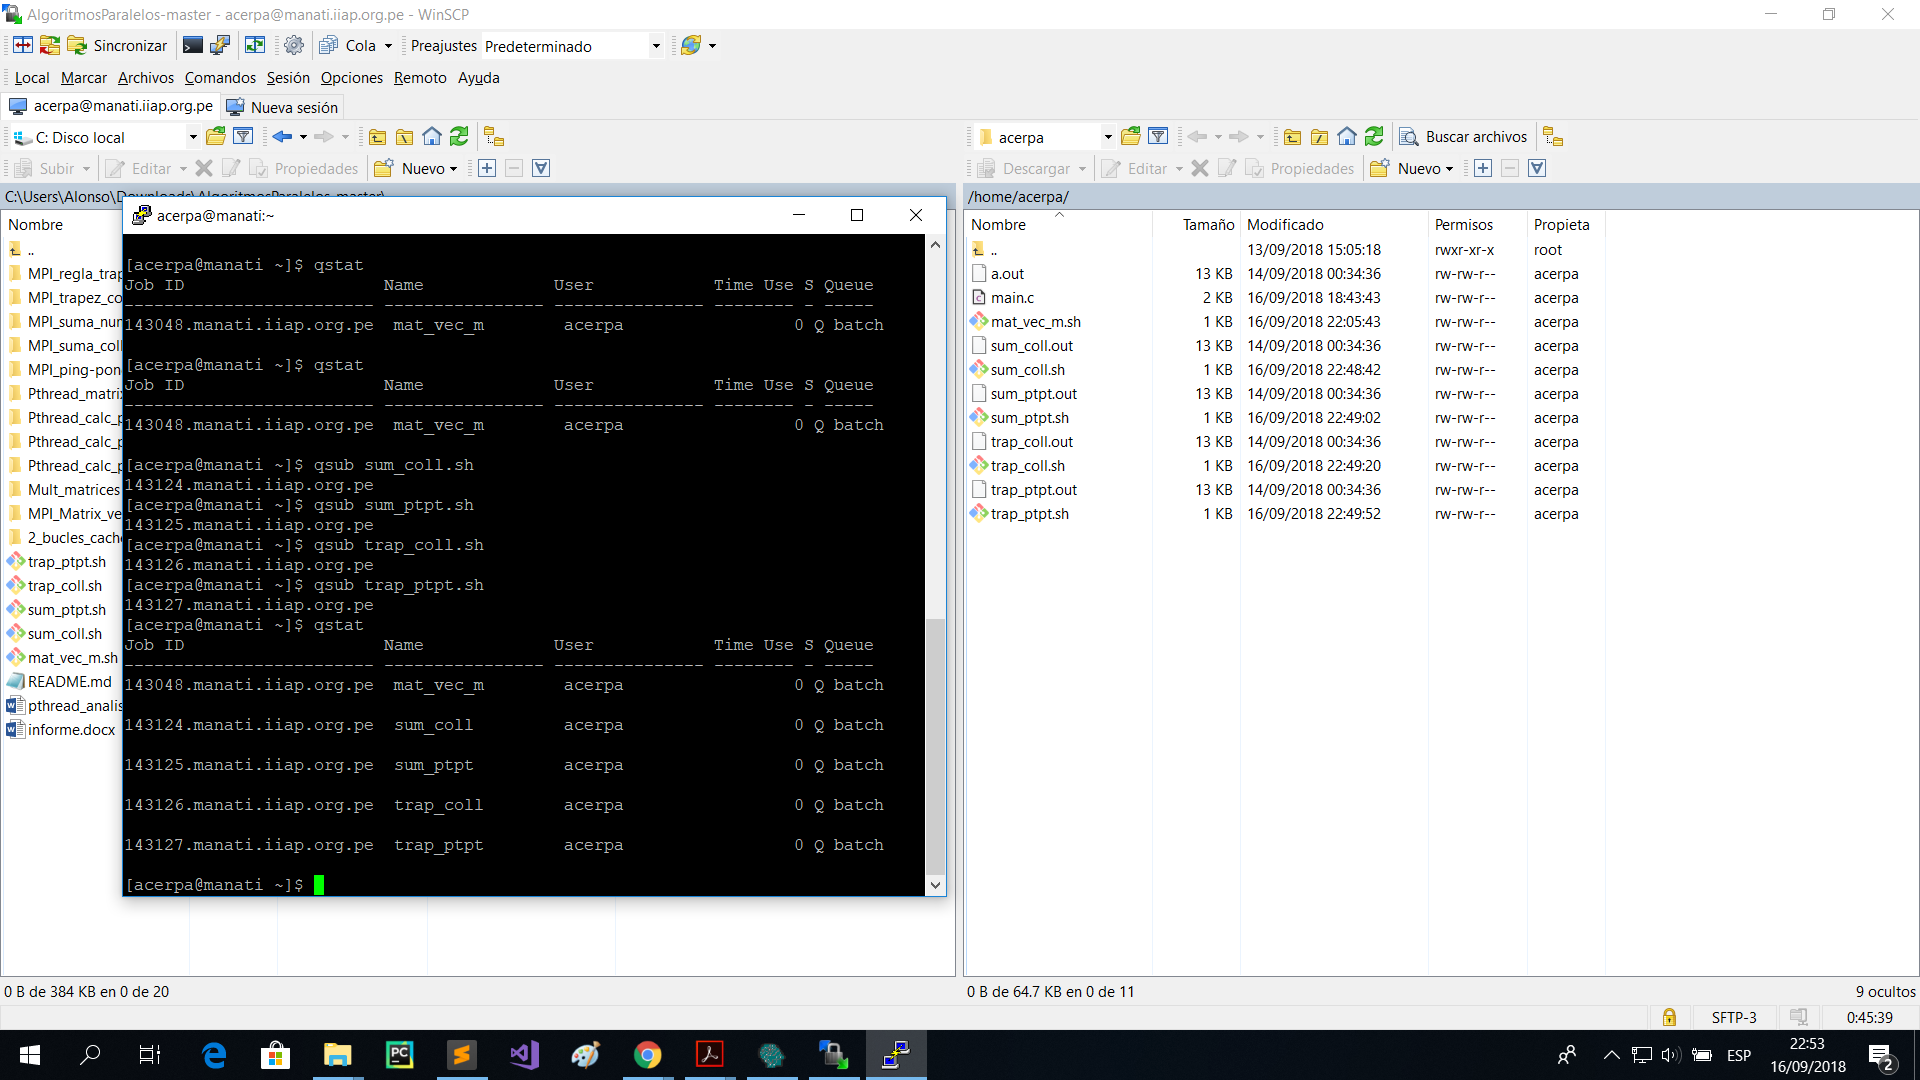 AlgoritmosParalelos-master - acerpa@manati.iiap.org.pe - WinSCP
Sincronizar Cola Preajustes Predeterminado
Local Marcar Archivos Comandos Sesión Opciones Remoto Ayuda
acerpa@manati.iiap.org.pe Nueva sesión
C: Disco local
Subir Editar Propiedades Nuevo
C:\Users\Alonso\Downloads\AlgoritmosParalelos-master\
Nombre
..
MPI_regla_trap
MPI_trapez_co
MPI_suma_nur
MPI_suma_coll
MPI_ping-pon
Pthread_matri
Pthread_calc_p
Pthread_calc_p
Pthread_calc_p
Mult_matrices
MPI_Matrix_ve
2_bucles_cach
trap_ptpt.sh
trap_coll.sh
sum_ptpt.sh
sum_coll.sh
mat_vec_m.sh
README.md
pthread_analis
informe.docx
0 B de 384 KB en 0 de 20
acerpa@manati:~
[acerpa@manati ~]$ qstat
Job ID Name User Time Use S Queue
------------------------- ---------------- --------------- -------- - -----
143048.manati.iiap.org.pe mat_vec_m acerpa 0 Q batch
[acerpa@manati ~]$ qstat
Job ID Name User Time Use S Queue
------------------------- ---------------- --------------- -------- - -----
143048.manati.iiap.org.pe mat_vec_m acerpa 0 Q batch
[acerpa@manati ~]$ qsub sum_coll.sh
143124.manati.iiap.org.pe
[acerpa@manati ~]$ qsub sum_ptpt.sh
143125.manati.iiap.org.pe
[acerpa@manati ~]$ qsub trap_coll.sh
143126.manati.iiap.org.pe
[acerpa@manati ~]$ qsub trap_ptpt.sh
143127.manati.iiap.org.pe
[acerpa@manati ~]$ qstat
Job ID Name User Time Use S Queue
------------------------- ---------------- --------------- -------- - -----
143048.manati.iiap.org.pe mat_vec_m acerpa 0 Q batch
143124.manati.iiap.org.pe sum_coll acerpa 0 Q batch
143125.manati.iiap.org.pe sum_ptpt acerpa 0 Q batch
143126.manati.iiap.org.pe trap_coll acerpa 0 Q batch
143127.manati.iiap.org.pe trap_ptpt acerpa 0 Q batch
[acerpa@manati ~]$
acerpa Buscar archivos
Descargar Editar Propiedades Nuevo
/home/acerpa/
Nombre Tamaño Modificado Permisos Propieta
.. 13/09/2018 15:05:18 rwxr-xr-x root
a.out 13 KB 14/09/2018 00:34:36 rw-rw-r-- acerpa
main.c 2 KB 16/09/2018 18:43:43 rw-rw-r-- acerpa
mat_vec_m.sh 1 KB 16/09/2018 22:05:43 rw-rw-r-- acerpa
sum_coll.out 13 KB 14/09/2018 00:34:36 rw-rw-r-- acerpa
sum_coll.sh 1 KB 16/09/2018 22:48:42 rw-rw-r-- acerpa
sum_ptpt.out 13 KB 14/09/2018 00:34:36 rw-rw-r-- acerpa
sum_ptpt.sh 1 KB 16/09/2018 22:49:02 rw-rw-r-- acerpa
trap_coll.out 13 KB 14/09/2018 00:34:36 rw-rw-r-- acerpa
trap_coll.sh 1 KB 16/09/2018 22:49:20 rw-rw-r-- acerpa
trap_ptpt.out 13 KB 14/09/2018 00:34:36 rw-rw-r-- acerpa
trap_ptpt.sh 1 KB 16/09/2018 22:49:52 rw-rw-r-- acerpa
0 B de 64.7 KB en 0 de 11 9 ocultos
SFTP-3 0:45:39
PC
ESP 22:53
16/09/2018
2